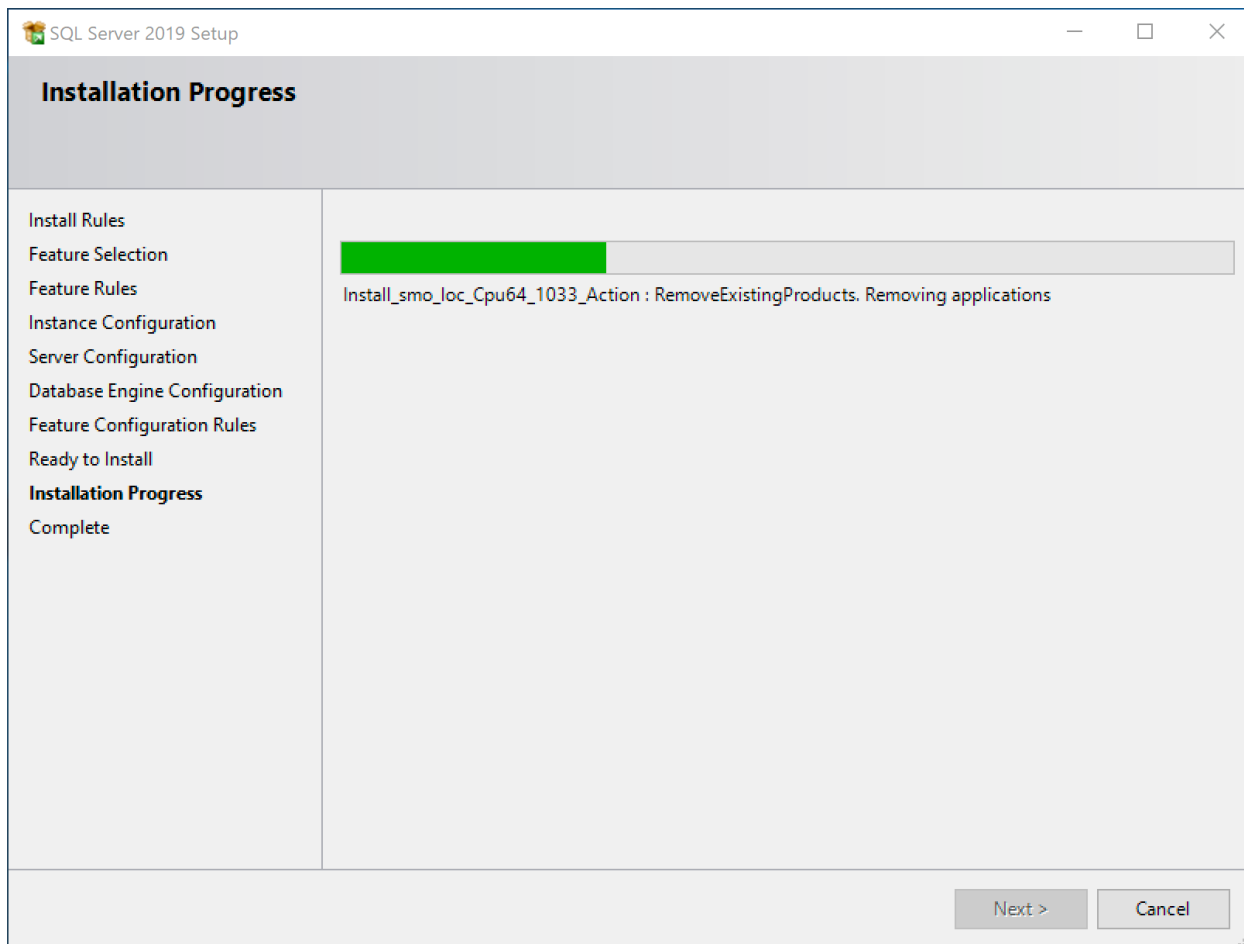 SQL Server 2019 Setup
Installation Progress
Install Rules
Feature Selection
Feature Rules
Instance Configuration
Server Configuration
Database Engine Configuration
Feature Configuration Rules
Ready to Install
Installation Progress
Complete
Install_smo_loc_Cpu64_1033_Action : RemoveExistingProducts. Removing applications
Next >
Cancel